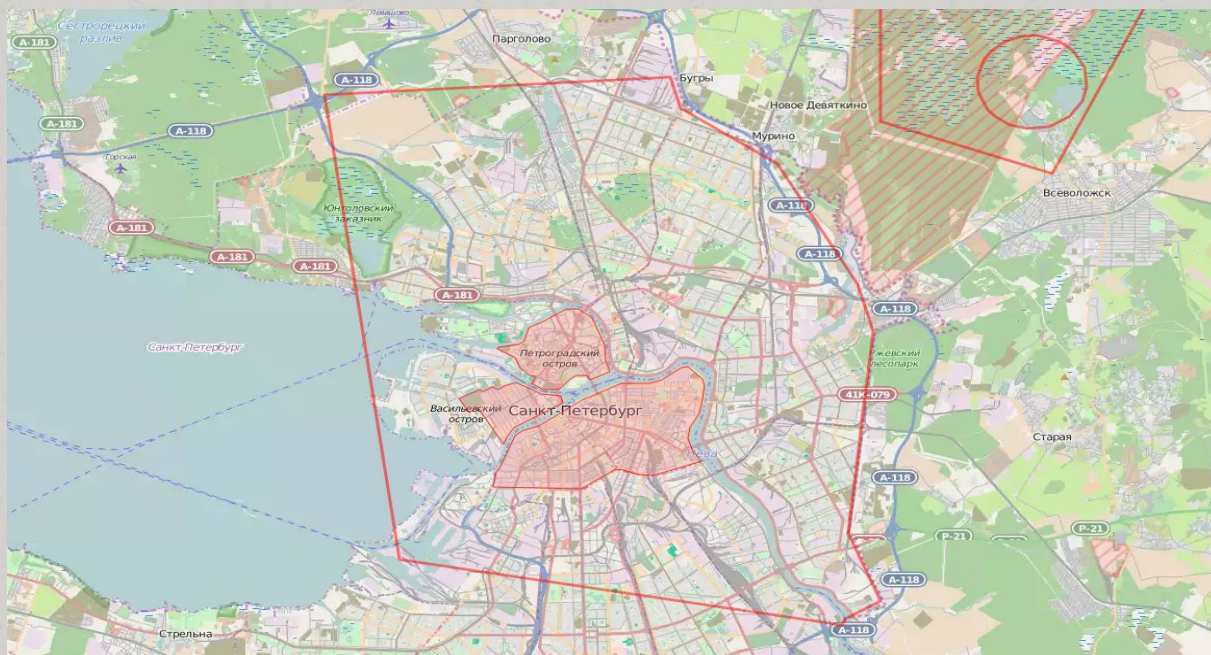 Левашово
Сестрорецкий
разлив
А-181
Парголово
А-118
Бугры
Новое Девяткино
А-181
А-118
Мурино
Горская
Всеволожск
Юнтоловский
заказник
А-118
А-181
А-181
А-118
А-181
А-181
А-118
Санкт-Петербург
Петроградский
остров
Ржевский
лесопарк
41К-079
Васильевский
остров
Санкт-Петербург
Старая
Нева
А-118
Р-21
Р-21
А-118
А-118
Стрельна